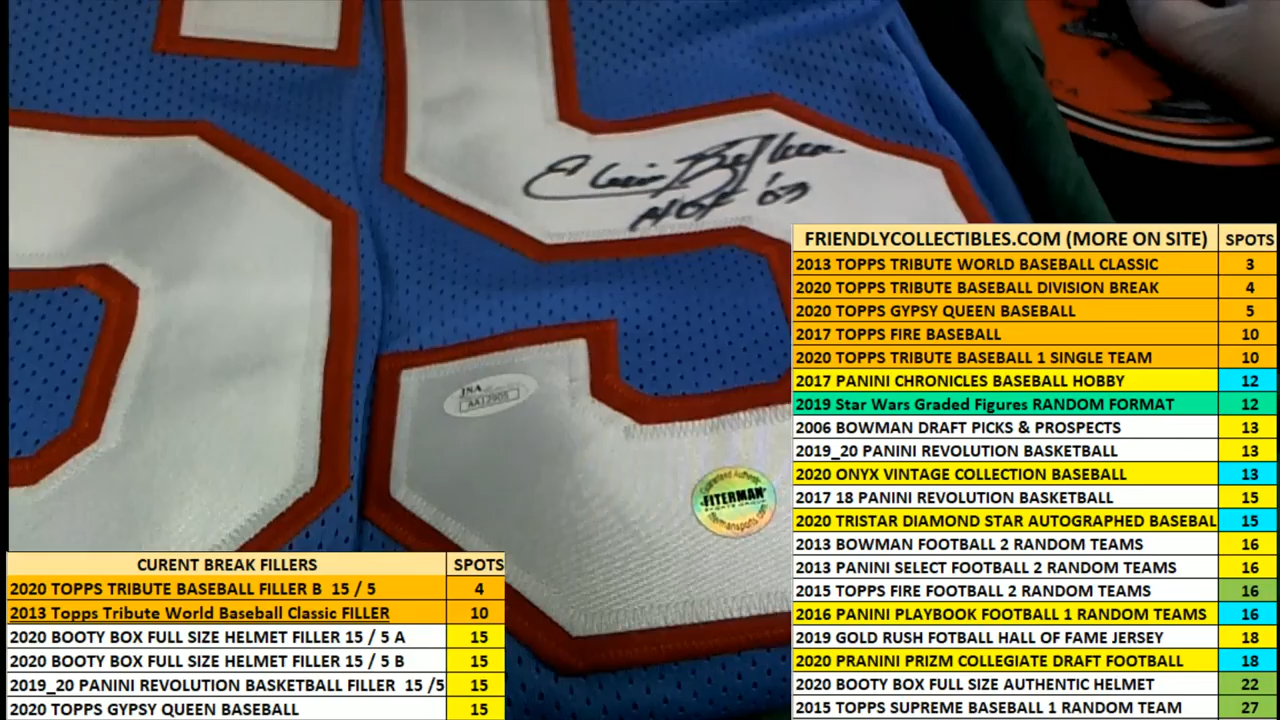 Elvin Bethea
HOF '03
JSA
AA12905
Guaranteed Authentic
FITERMAN
SPORTS GROUP
fitermansports.com
FRIENDLYCOLLECTIBLES.COM (MORE ON SITE) SPOTS
2013 TOPPS TRIBUTE WORLD BASEBALL CLASSIC 3
2020 TOPPS TRIBUTE BASEBALL DIVISION BREAK 4
2020 TOPPS GYPSY QUEEN BASEBALL 5
2017 TOPPS FIRE BASEBALL 10
2020 TOPPS TRIBUTE BASEBALL 1 SINGLE TEAM 10
2017 PANINI CHRONICLES BASEBALL HOBBY 12
2019 Star Wars Graded Figures RANDOM FORMAT 12
2006 BOWMAN DRAFT PICKS & PROSPECTS 13
2019_20 PANINI REVOLUTION BASKETBALL 13
2020 ONYX VINTAGE COLLECTION BASEBALL 13
2017 18 PANINI REVOLUTION BASKETBALL 15
2020 TRISTAR DIAMOND STAR AUTOGRAPHED BASEBAL 15
2013 BOWMAN FOOTBALL 2 RANDOM TEAMS 16
2013 PANINI SELECT FOOTBALL 2 RANDOM TEAMS 16
2015 TOPPS FIRE FOOTBALL 2 RANDOM TEAMS 16
2016 PANINI PLAYBOOK FOOTBALL 1 RANDOM TEAMS 16
2019 GOLD RUSH FOTBALL HALL OF FAME JERSEY 18
2020 PRANINI PRIZM COLLEGIATE DRAFT FOOTBALL 18
2020 BOOTY BOX FULL SIZE AUTHENTIC HELMET 22
2015 TOPPS SUPREME BASEBALL 1 RANDOM TEAM 27
CURENT BREAK FILLERS SPOTS
2020 TOPPS TRIBUTE BASEBALL FILLER B 15 / 5 4
2013 Topps Tribute World Baseball Classic FILLER 10
2020 BOOTY BOX FULL SIZE HELMET FILLER 15 / 5 A 15
2020 BOOTY BOX FULL SIZE HELMET FILLER 15 / 5 B 15
2019_20 PANINI REVOLUTION BASKETBALL FILLER 15 /5 15
2020 TOPPS GYPSY QUEEN BASEBALL 15